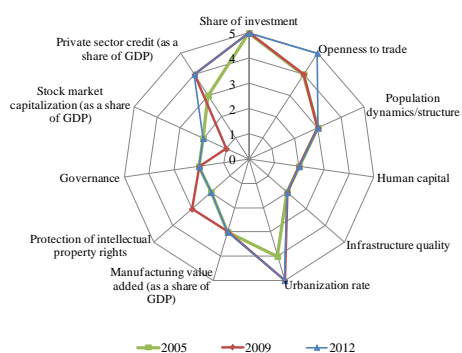 Share of investment
Private sector credit (as a
share of GDP)
Openness to trade
Stock market
capitalization (as a share
of GDP)
Population
dynamics/structure
5
4
3
2
1
0
Governance
Human capital
Protection of intellectual
property rights
Infrastructure quality
Manufacturing value
added (as a share of
GDP)
Urbanization rate
2005
2009
2012